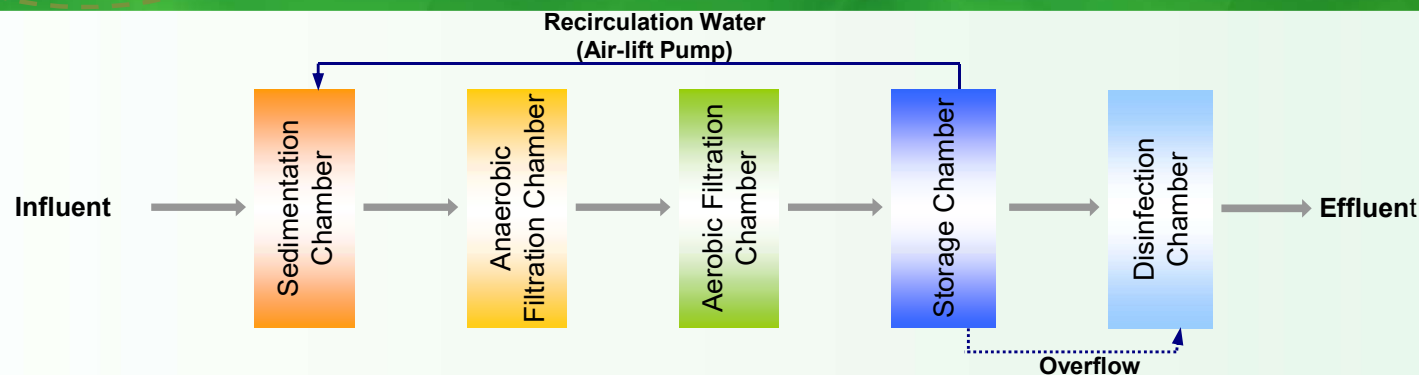 Recirculation Water
(Air-lift Pump)
Influent
Sedimentation
Chamber
Anaerobic
Filtration Chamber
Aerobic Filtration
Chamber
Storage Chamber
Disinfection
Chamber
Effluent
Overflow